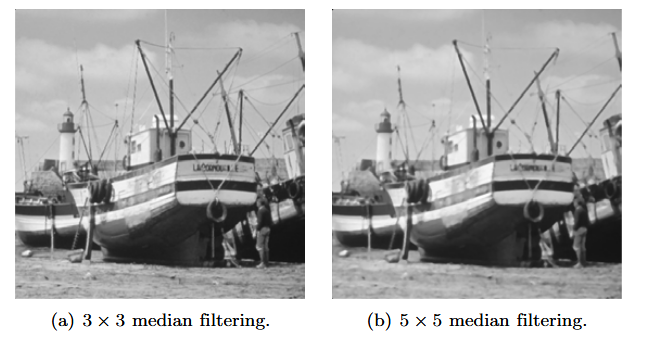 (a) 3 × 3 median filtering.
(b) 5 × 5 median filtering.